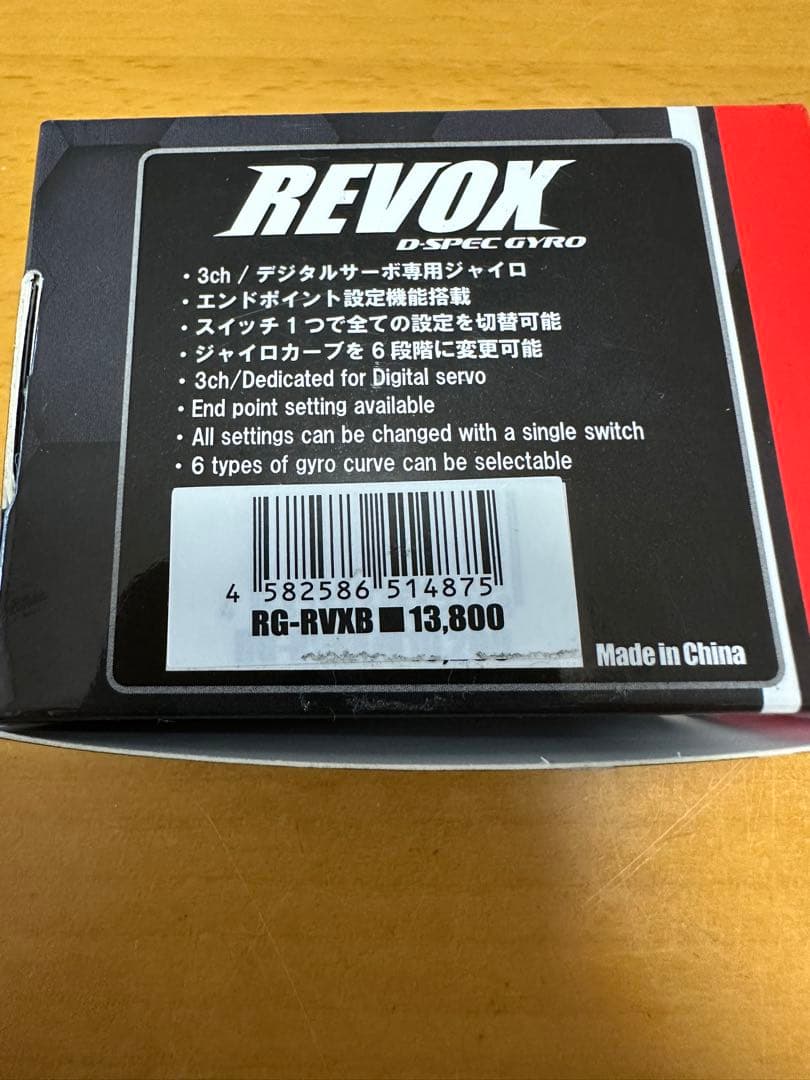 REVOX
D-SPEC GYRO
・3ch / デジタルサーボ専用ジャイロ
・エンドポイント設定機能搭載
・スイッチ1つで全ての設定を切替可能
・ジャイロカーブを6段階に変更可能
・3ch/Dedicated for Digital servo
・End point setting available
・All settings can be changed with a single switch
・6 types of gyro curve can be selectable
4 582586 514875
RG-RVXB■13,800
Made in China